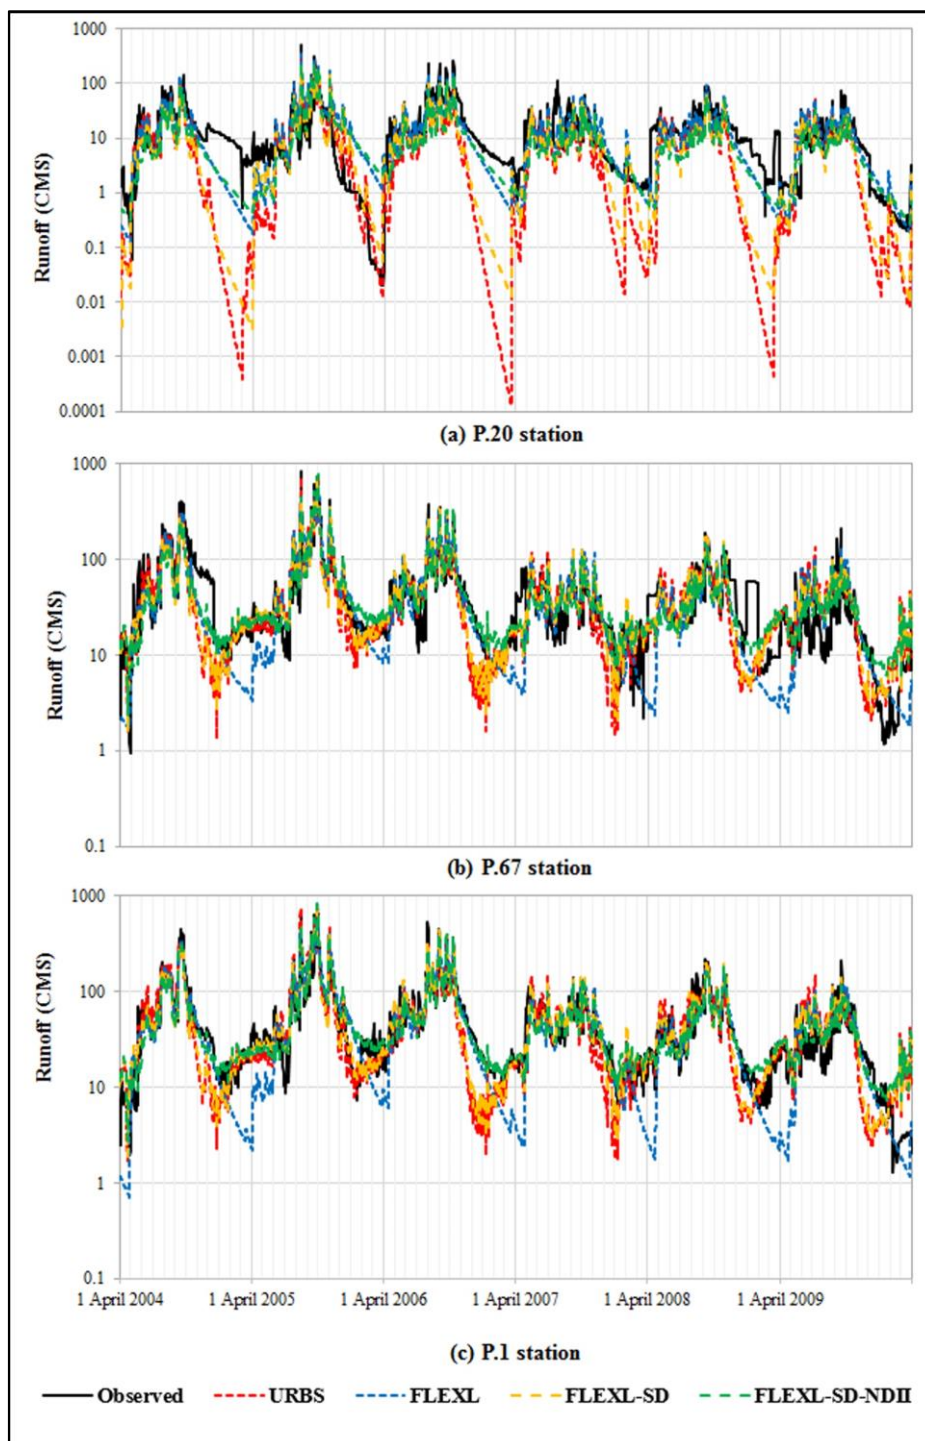 1000
100
10
1
0.1
0.01
0.001
0.0001
Runoff (CMS)
(a) P.20 station
1000
100
10
1
0.1
Runoff (CMS)
(b) P.67 station
1000
100
10
1
0.1
Runoff (CMS)
1 April 2004 1 April 2005 1 April 2006 1 April 2007 1 April 2008 1 April 2009
(c) P.1 station
Observed URBS FLEXL FLEXL-SD FLEXL-SD-NDII